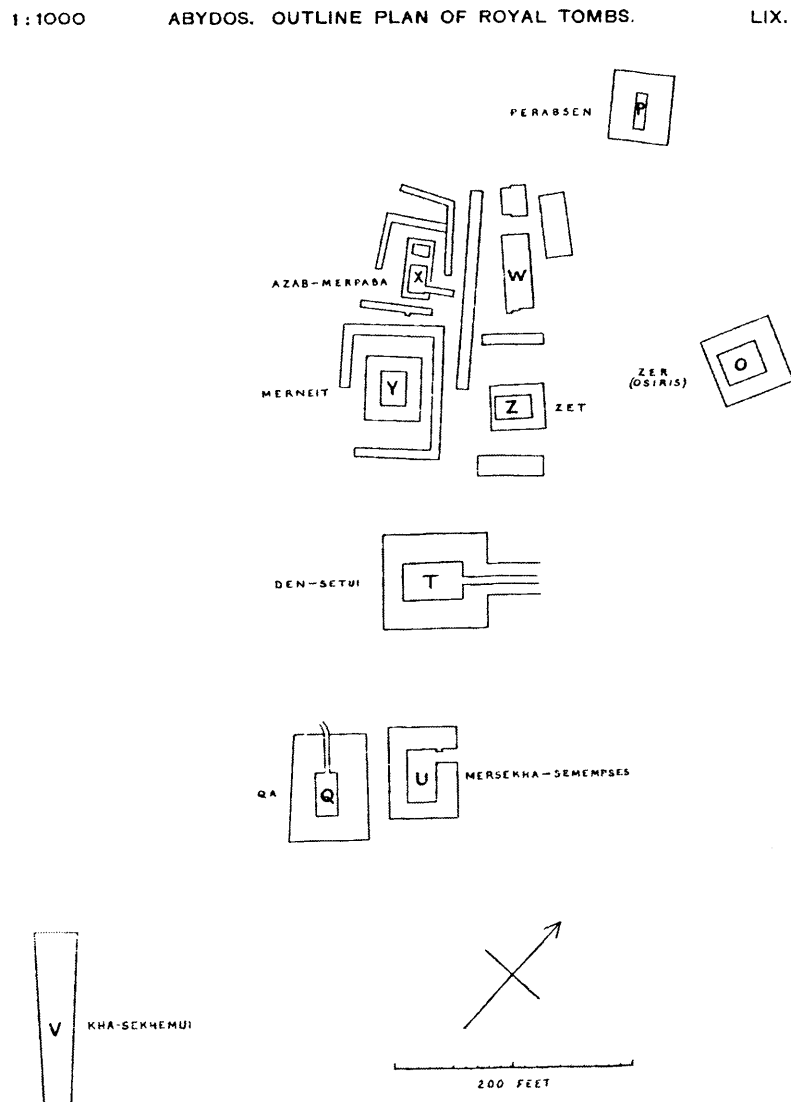 1:1000 ABYDOS. OUTLINE PLAN OF ROYAL TOMBS. LIX.
PERABSEN
P
AZAB-MERPABA
X
W
ZER
(OSIRIS)
O
MERNEIT
Y
Z
ZET
DEN-SETUI
T
QA
Q
U
MERSEKHA-SEMEMPSES
V
KHA-SEKHEMUI
200 FEET